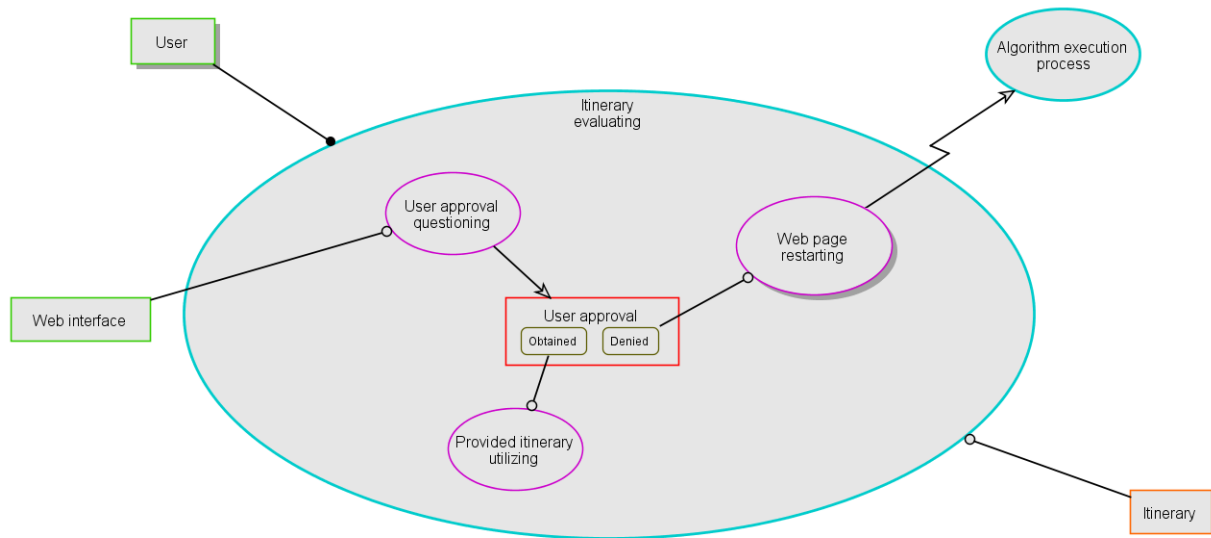 User
Algorithm execution
process
Itinerary
evaluating
User approval
questioning
Web page
restarting
Web interface
User approval
Obtained
Denied
Provided itinerary
utilizing
Itinerary